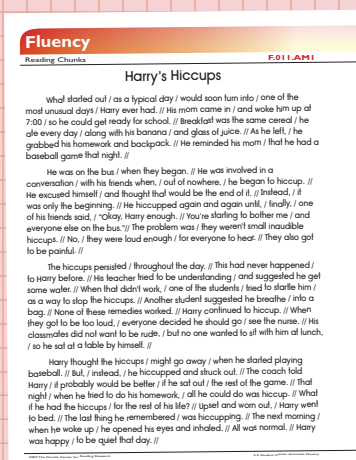 Fluency
Reading Chunks
F.011.AM1
Harry's Hiccups
What started out / as a typical day / would soon turn into / one of the
most unusual days / Harry ever had. // His mom came in / and woke him up at
7:00 / so he could get ready for school. // Breakfast was the same cereal / he
ate every day / along with his banana / and glass of juice. // As he left, / he
grabbed his homework and backpack. // He reminded his mom / that he had a
baseball game that night. //
He was on the bus / when they began. // He was involved in a
conversation / with his friends when, / out of nowhere, / he began to hiccup. //
He excused himself / and thought that would be the end of it. // Instead, / it
was only the beginning. // He hiccupped again and again until, / finally, / one
of his friends said, / "Okay, Harry enough. // You're starting to bother me / and
everyone else on the bus."// The problem was / they weren't small inaudible
hiccups. // No, / they were loud enough / for everyone to hear. // They also got
to be painful. //
The hiccups persisted / throughout the day. // This had never happened /
to Harry before. // His teacher tried to be understanding / and suggested he get
some water. // When that didn't work, / one of the students / tried to startle him /
as a way to stop the hiccups. // Another student suggested he breathe / into a
bag. // None of these remedies worked. // Harry continued to hiccup. // When
they got to be too loud, / everyone decided he should go / see the nurse. // His
classmates did not want to be rude, / but no one wanted to sit with him at lunch,
/ so he sat at a table by himself. //
Harry thought the hiccups / might go away / when he started playing
baseball. // But, / instead, / he hiccupped and struck out. // The coach told
Harry / it probably would be better / if he sat out / the rest of the game. // That
night / when he tried to do his homework, / all he could do was hiccup. // What
if he had the hiccups / for the rest of his life? // Upset and worn out, / Harry went
to bed. // The last thing he remembered / was hiccupping. // The next morning /
when he woke up / he opened his eyes and inhaled. // All was normal. // Harry
was happy / to be quiet that day. //